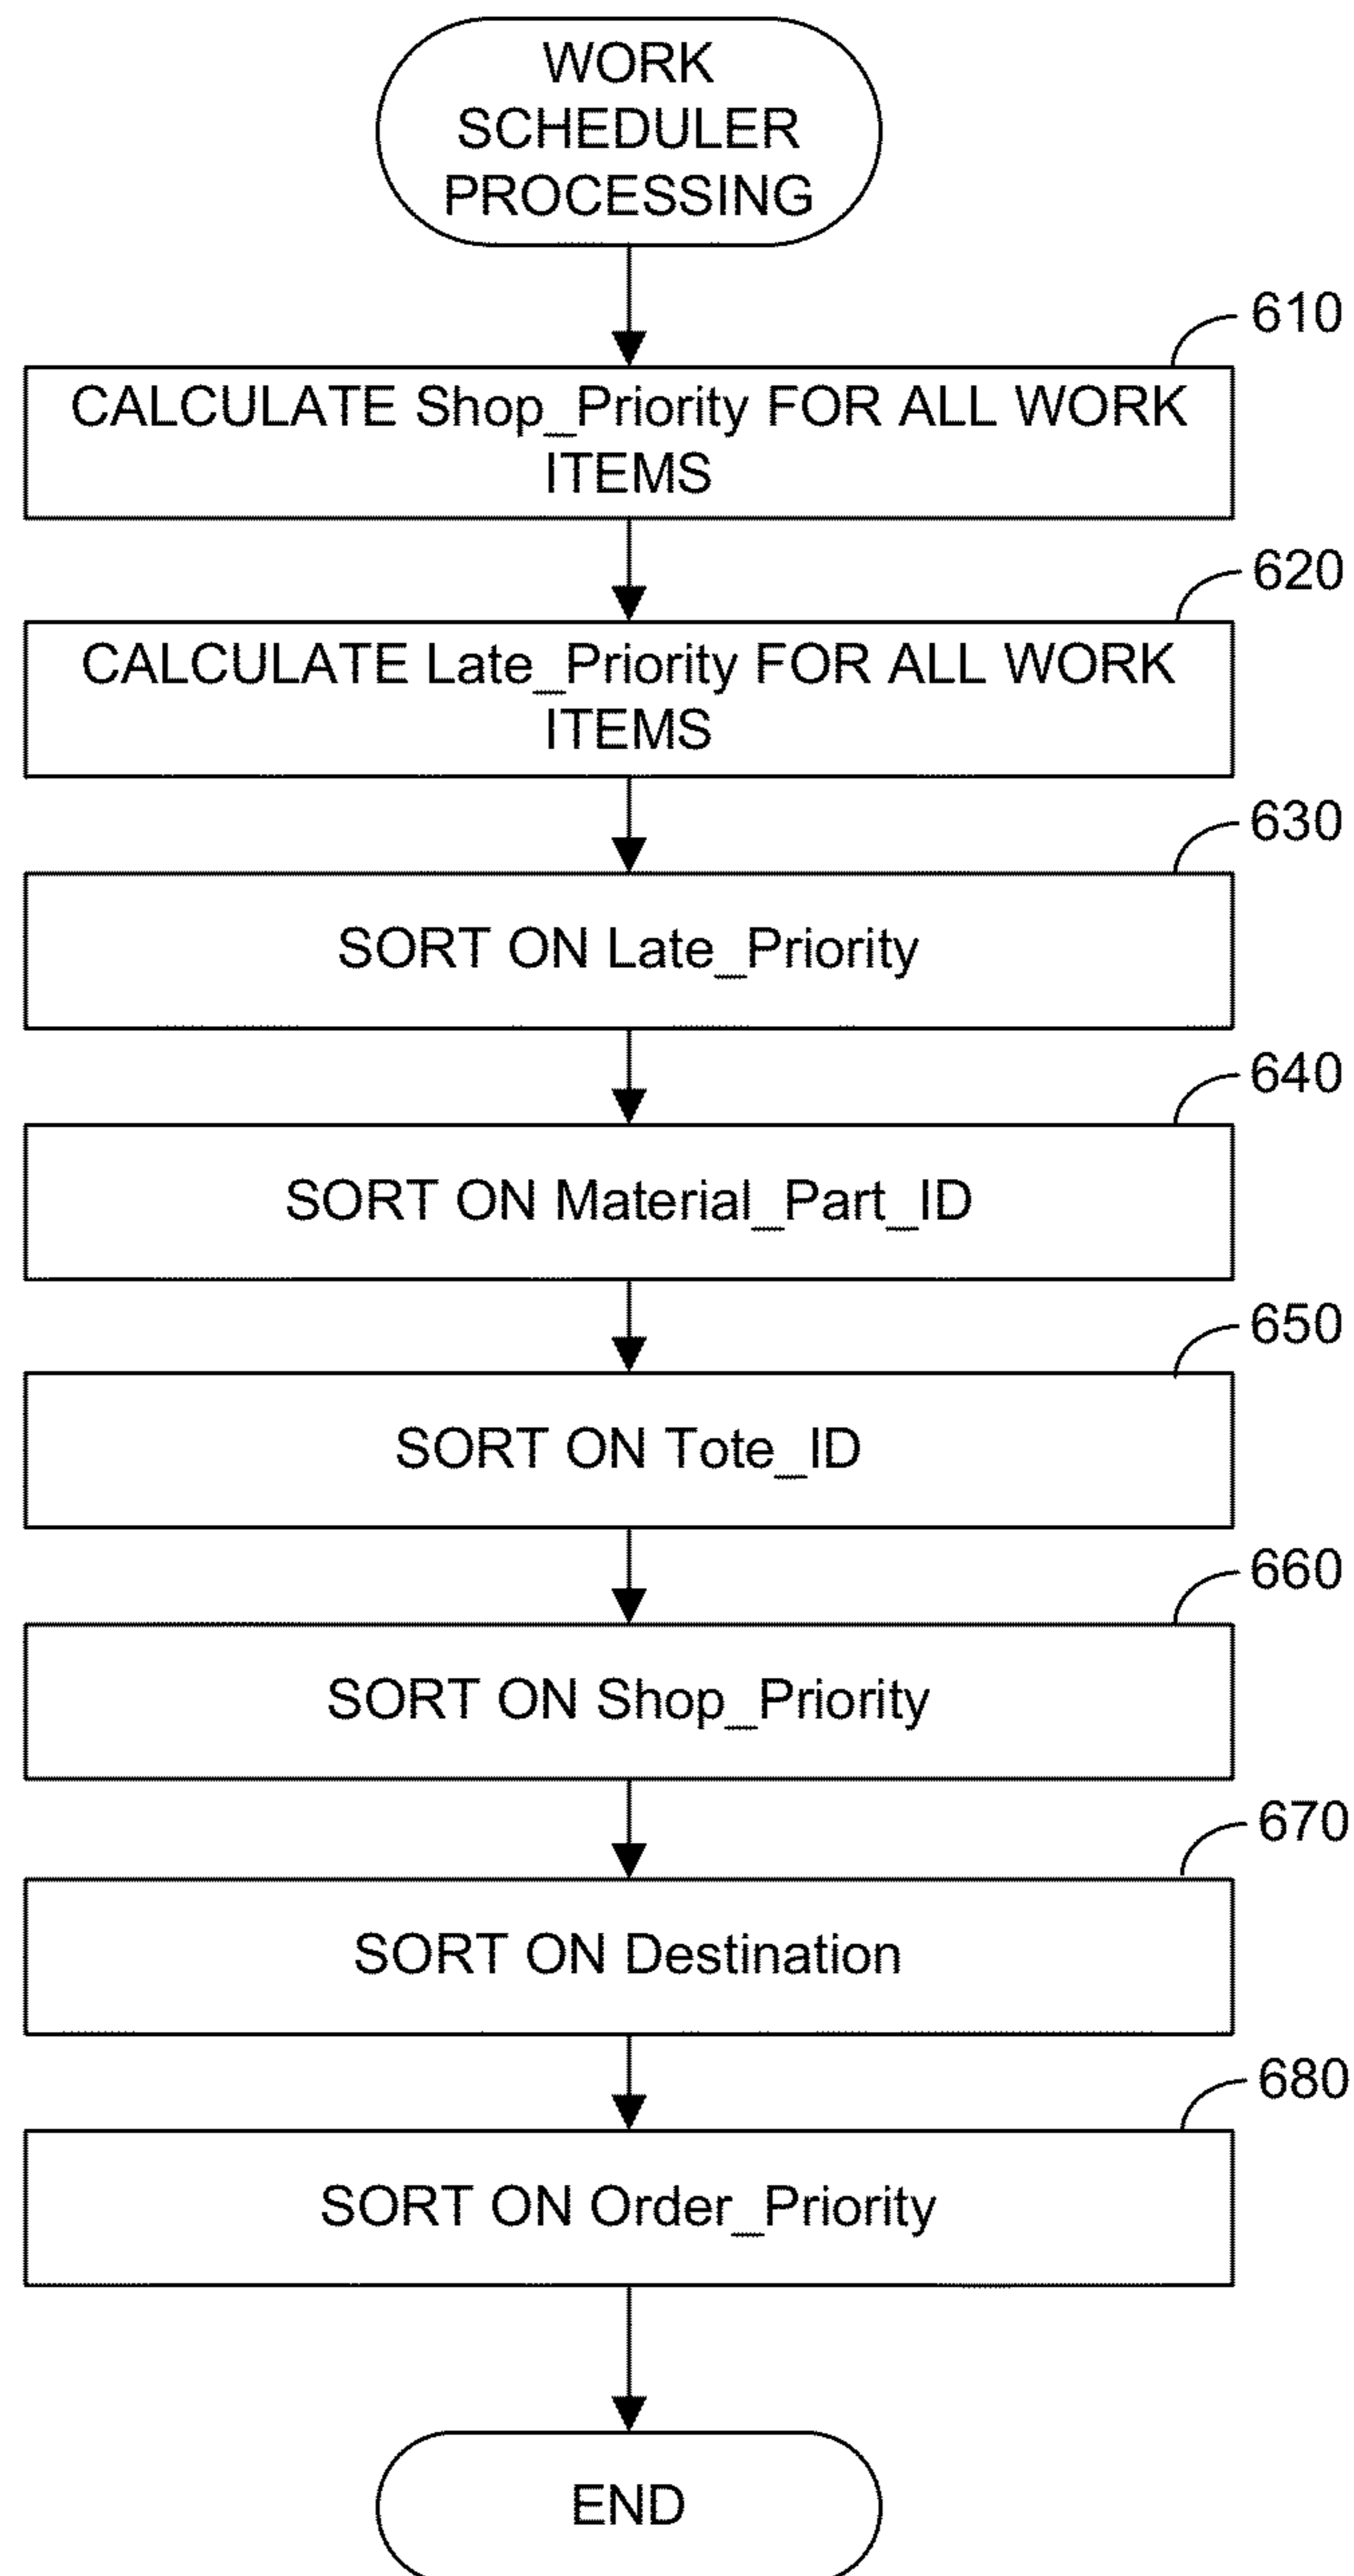 WORK
SCHEDULER
PROCESSING
610
CALCULATE Shop_Priority FOR ALL WORK
ITEMS
620
CALCULATE Late_Priority FOR ALL WORK
ITEMS
630
SORT ON Late_Priority
640
SORT ON Material_Part_ID
650
SORT ON Tote_ID
660
SORT ON Shop_Priority
670
SORT ON Destination
680
SORT ON Order_Priority
END